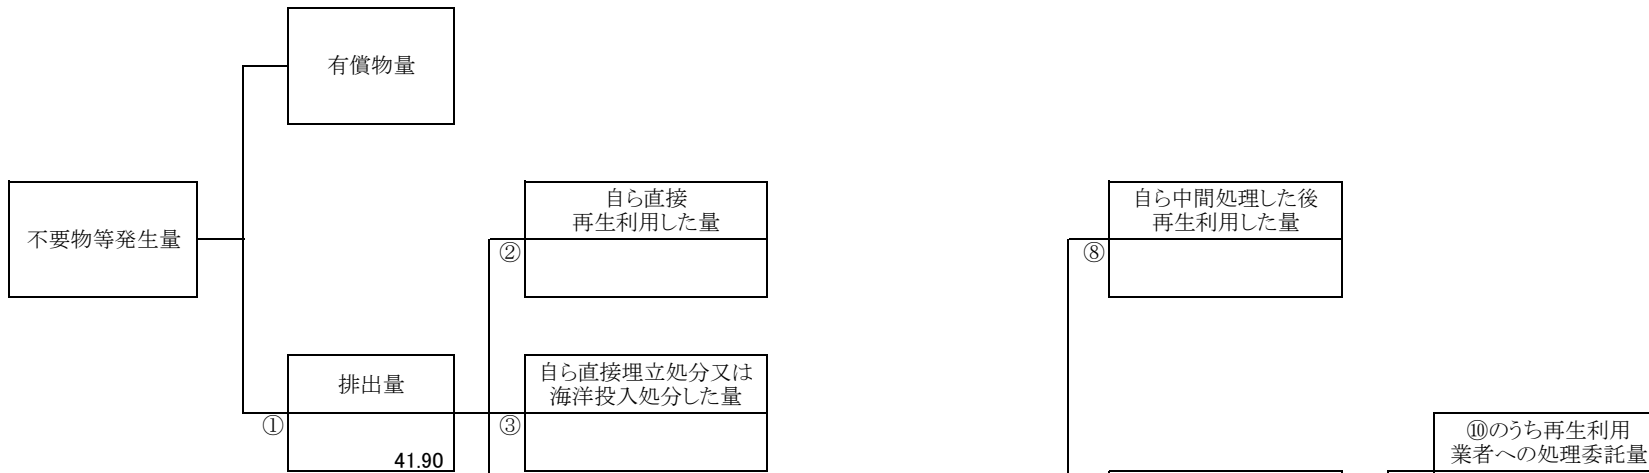 有償物量
不要物等発生量
自ら直接
再生利用した量
②
自ら中間処理した後
再生利用した量
⑧
排出量
①
41.90
自ら直接埋立処分又は
海洋投入処分した量
③
⑩のうち再生利用
業者への処理委託量